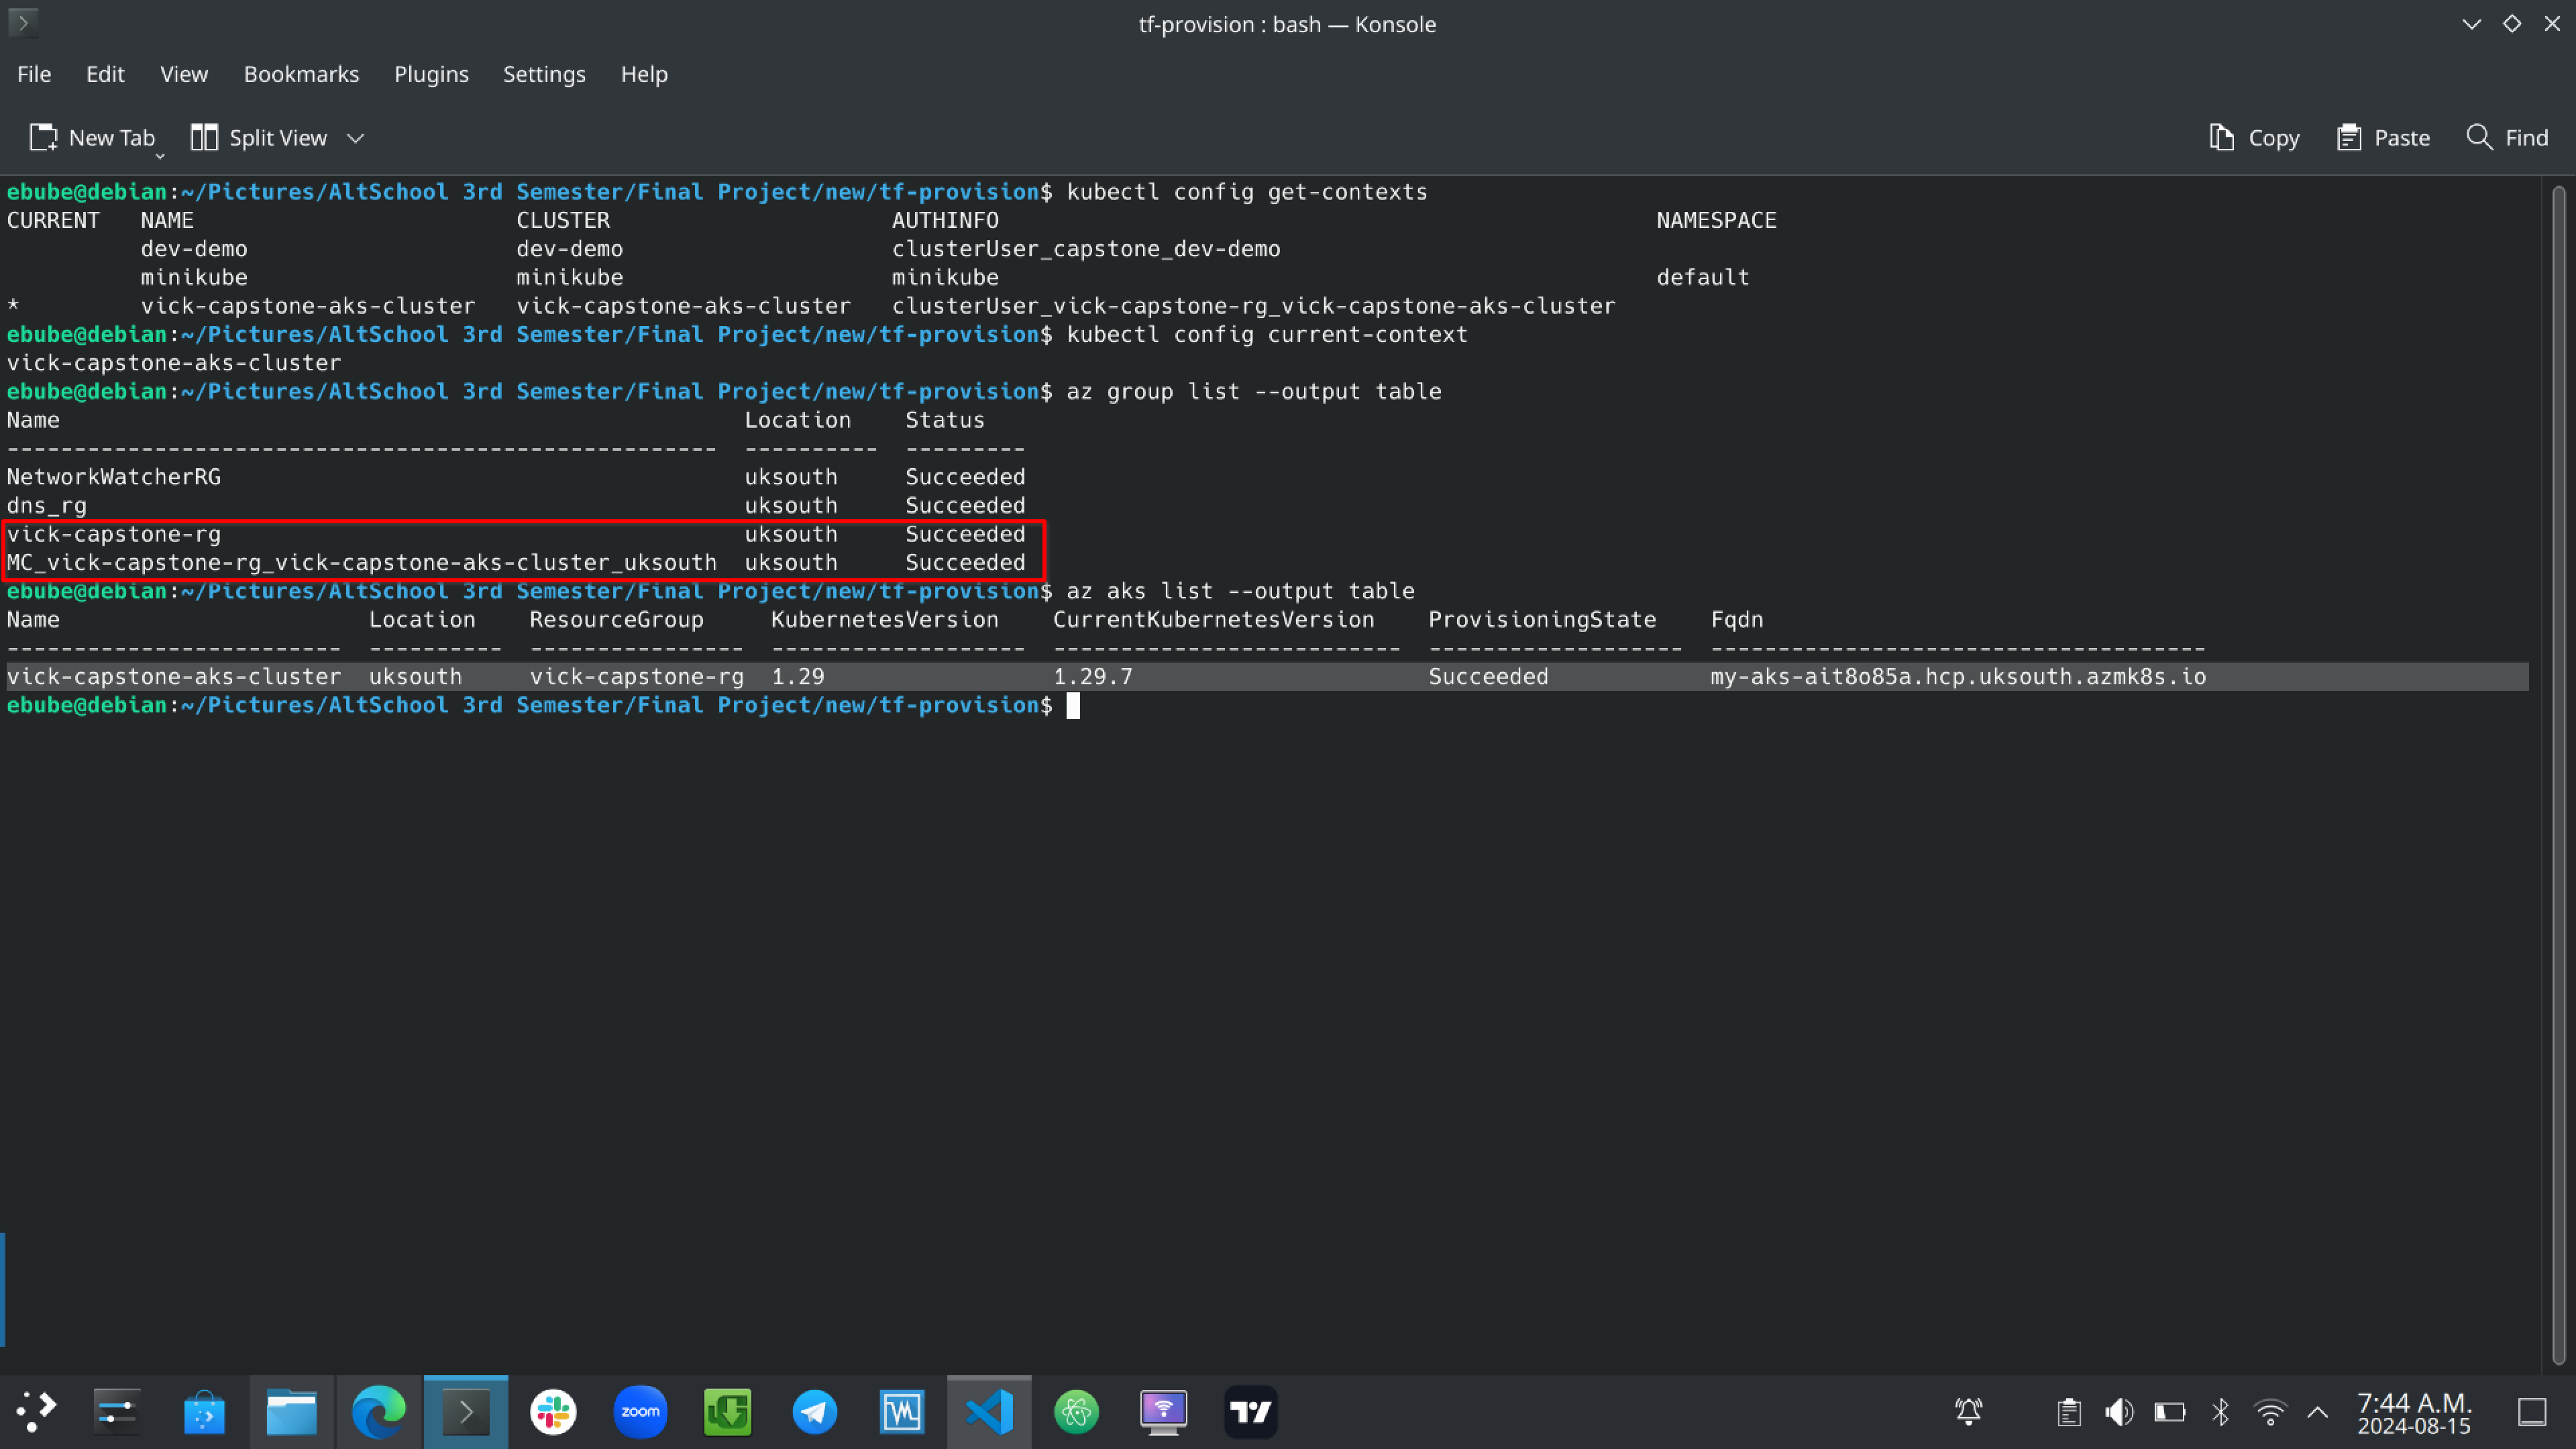 tf-provision : bash — Konsole
File Edit View Bookmarks Plugins Settings Help
New Tab Split View Copy Paste Find
ebube@debian:~/Pictures/AltSchool 3rd Semester/Final Project/new/tf-provision$ kubectl config get-contexts
CURRENT NAME CLUSTER AUTHINFO NAMESPACE
dev-demo dev-demo clusterUser_capstone_dev-demo
minikube minikube minikube default
* vick-capstone-aks-cluster vick-capstone-aks-cluster clusterUser_vick-capstone-rg_vick-capstone-aks-cluster
ebube@debian:~/Pictures/AltSchool 3rd Semester/Final Project/new/tf-provision$ kubectl config current-context
vick-capstone-aks-cluster
ebube@debian:~/Pictures/AltSchool 3rd Semester/Final Project/new/tf-provision$ az group list --output table
Name Location Status
----------------------------------------------------- ---------- ---------
NetworkWatcherRG uksouth Succeeded
dns_rg uksouth Succeeded
vick-capstone-rg uksouth Succeeded
MC_vick-capstone-rg_vick-capstone-aks-cluster_uksouth uksouth Succeeded
ebube@debian:~/Pictures/AltSchool 3rd Semester/Final Project/new/tf-provision$ az aks list --output table
Name Location ResourceGroup KubernetesVersion CurrentKubernetesVersion ProvisioningState Fqdn
------------------------- ---------- ---------------- ------------------- -------------------------- ------------------- -------------------------------------
vick-capstone-aks-cluster uksouth vick-capstone-rg 1.29 1.29.7 Succeeded my-aks-ait8o85a.hcp.uksouth.azmk8s.io
ebube@debian:~/Pictures/AltSchool 3rd Semester/Final Project/new/tf-provision$
zoom
7:44 A.M.
2024-08-15